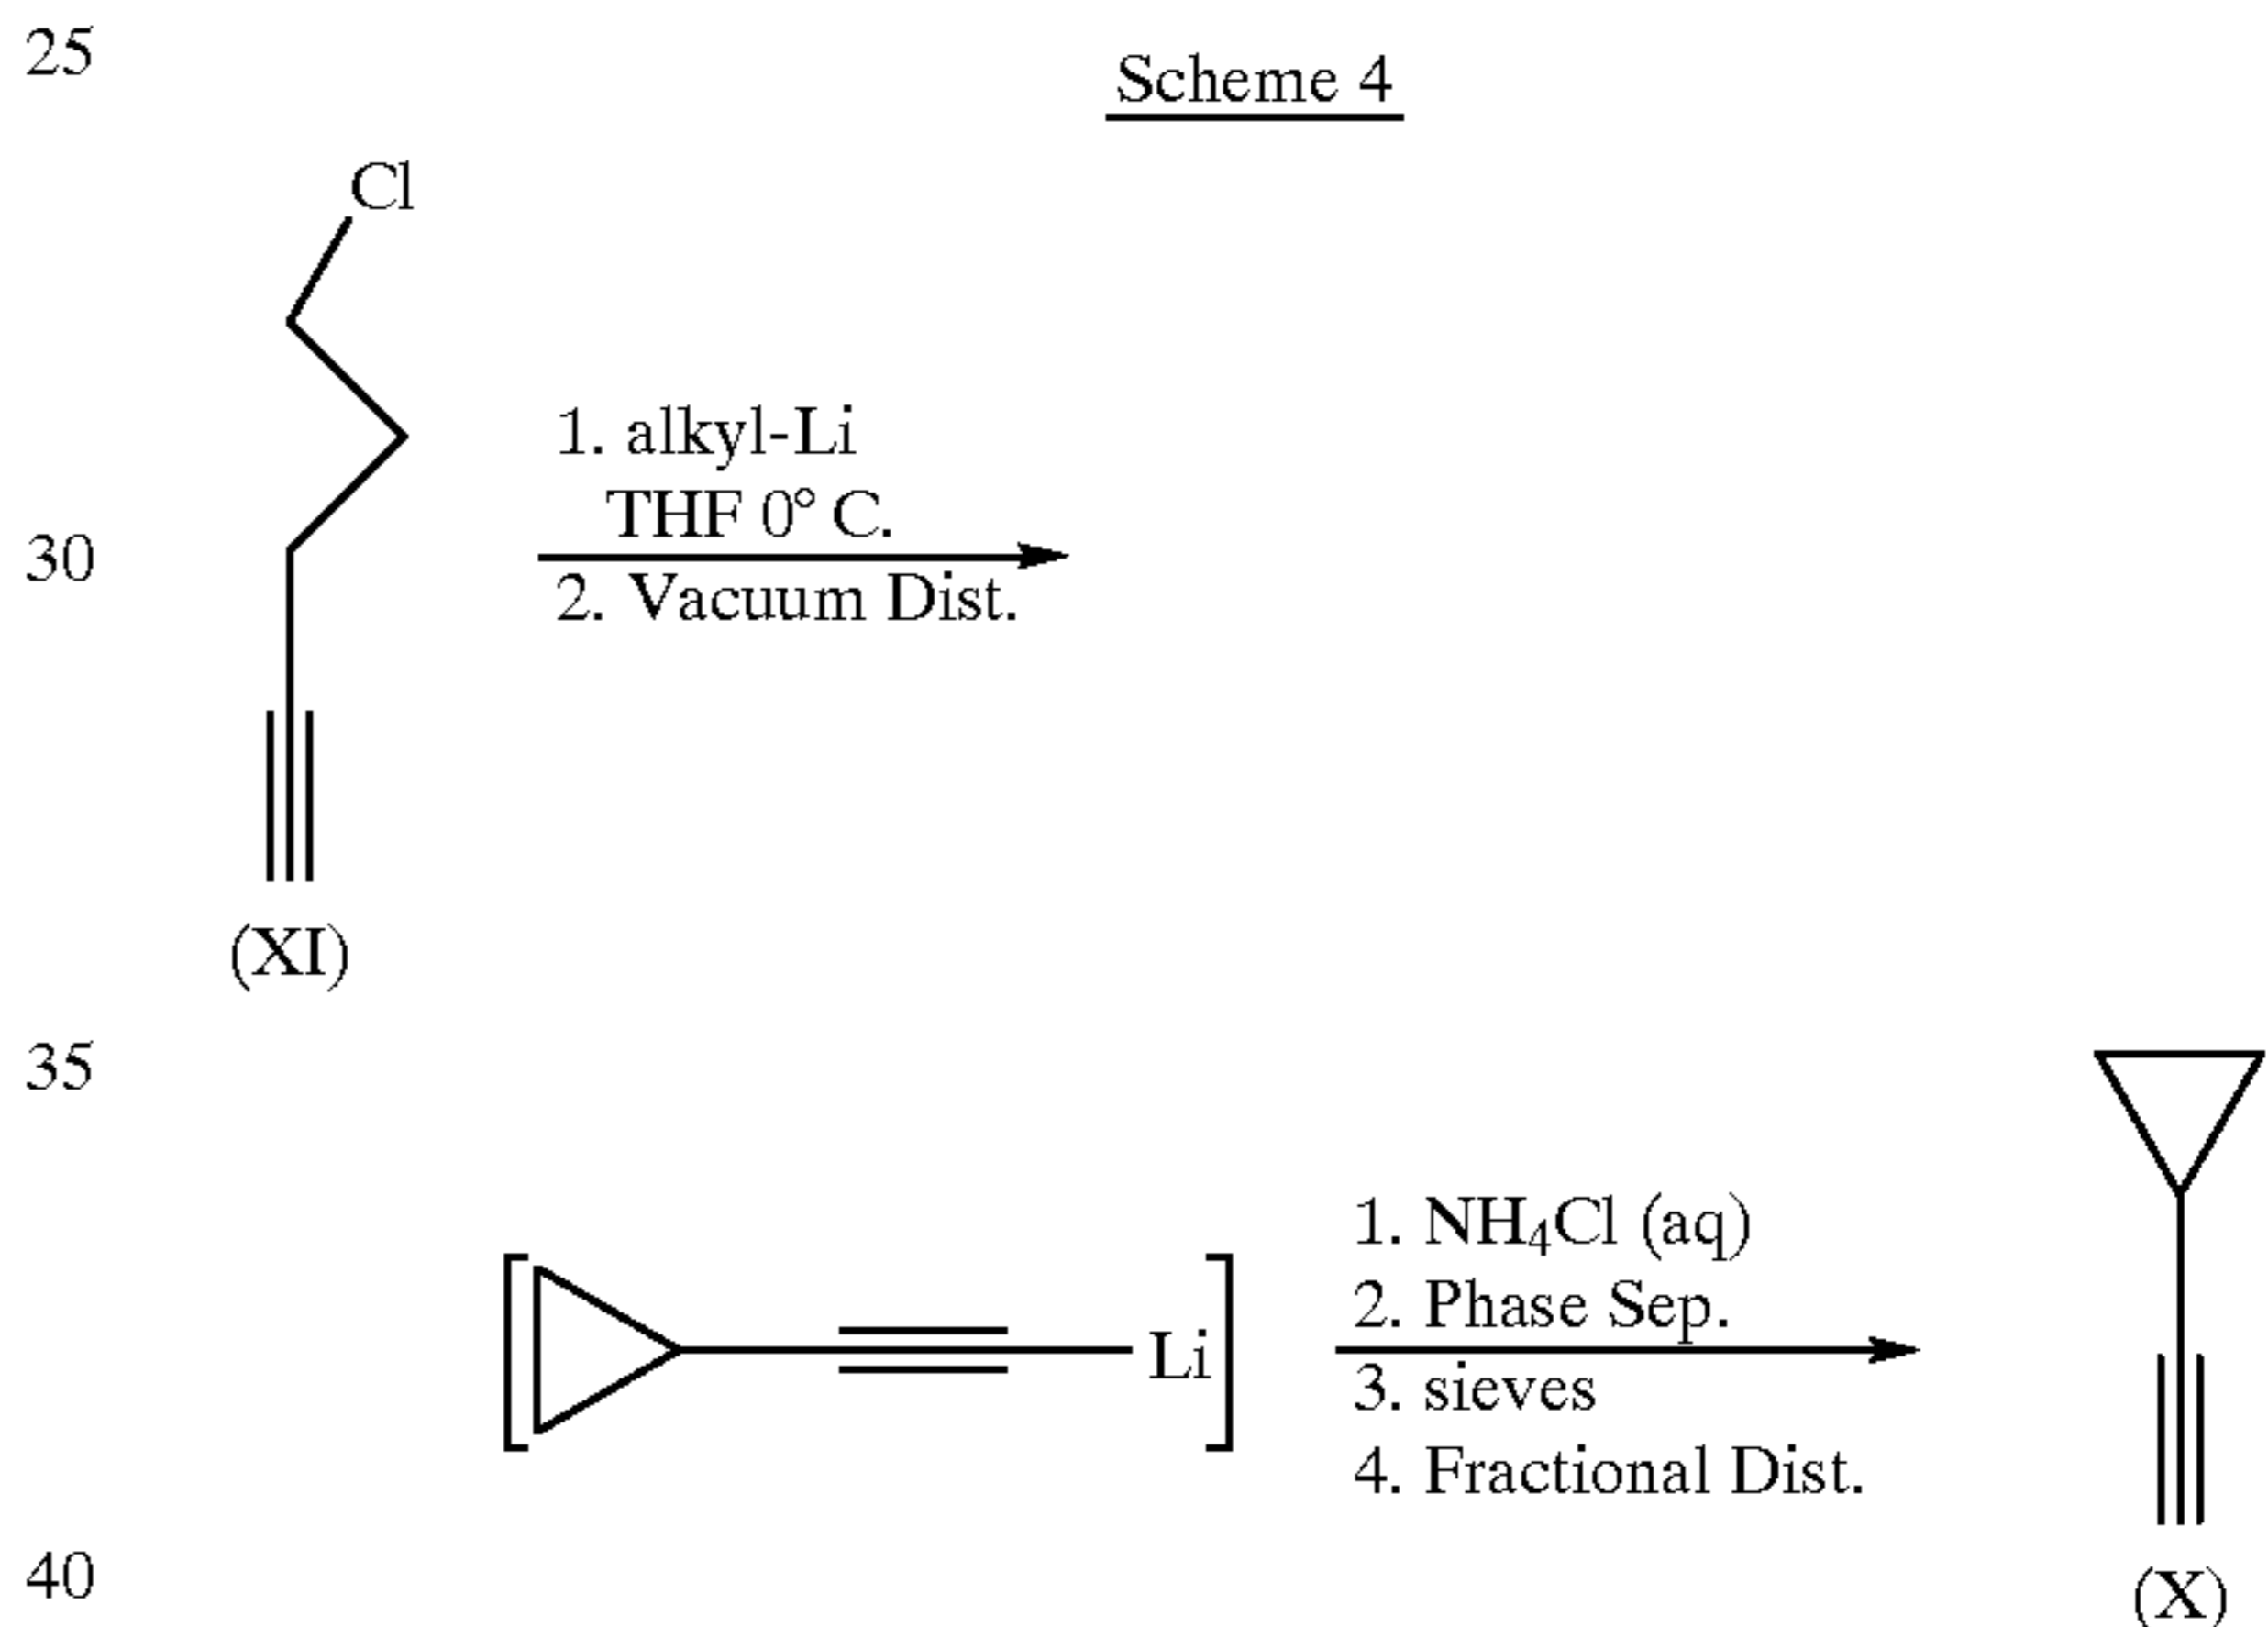 25
Scheme 4
Cl
1. alkyl-Li
THF 0° C.
30
2. Vacuum Dist.
(XI)
35
1. NH₄Cl (aq)
2. Phase Sep.
Li
3. sieves
4. Fractional Dist.
40
(X)